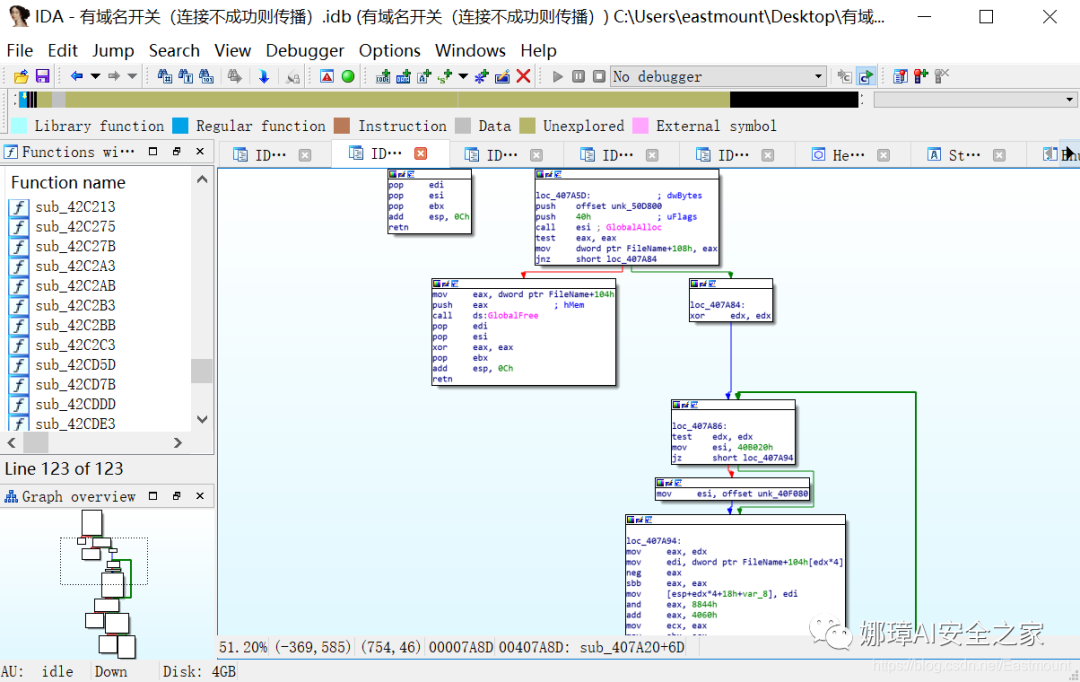 IDA - 有域名开关（连接不成功则传播）.idb (有域名开关（连接不成功则传播）) C:\Users\eastmount\Desktop\有域...
File Edit Jump Search View Debugger Options Windows Help
No debugger
Library function Regular function Instruction Data Unexplored External symbol
Functions wi...
ID... ID... ID... ID... ID... He... St...
Function name
sub_42C213
sub_42C275
sub_42C27B
sub_42C2A3
sub_42C2AB
sub_42C2B3
sub_42C2BB
sub_42C2C3
sub_42CD5D
sub_42CD7B
sub_42CDDD
sub_42CDE3
Line 123 of 123
Graph overview
pop edi
pop esi
pop ebx
add esp, 0Ch
retn
loc_407A5D: ; dwBytes
push offset unk_50D800
push 40h ; uFlags
call esi ; GlobalAlloc
test eax, eax
mov dword ptr FileName+108h, eax
jnz short loc_407A84
mov eax, dword ptr FileName+104h
push eax ; hMem
call ds:GlobalFree
pop edi
pop esi
xor eax, eax
pop ebx
add esp, 0Ch
retn
loc_407A84:
xor edx, edx
loc_407A86:
test edx, edx
mov esi, 40B020h
jz short loc_407A94
mov esi, offset unk_40F080
loc_407A94:
mov eax, edx
mov edi, dword ptr FileName+104h[edx*4]
neg eax
sbb eax, eax
mov [esp+edx*4+18h+var_8], edi
and eax, 8844h
add eax, 4060h
mov ecx, eax
51.20% (-369,585) (754,46) 00007A8D 00407A8D: sub_407A20+6D
AU: idle Down Disk: 4GB
娜璋AI安全之家
https://blog.csdn.net/Eastmount